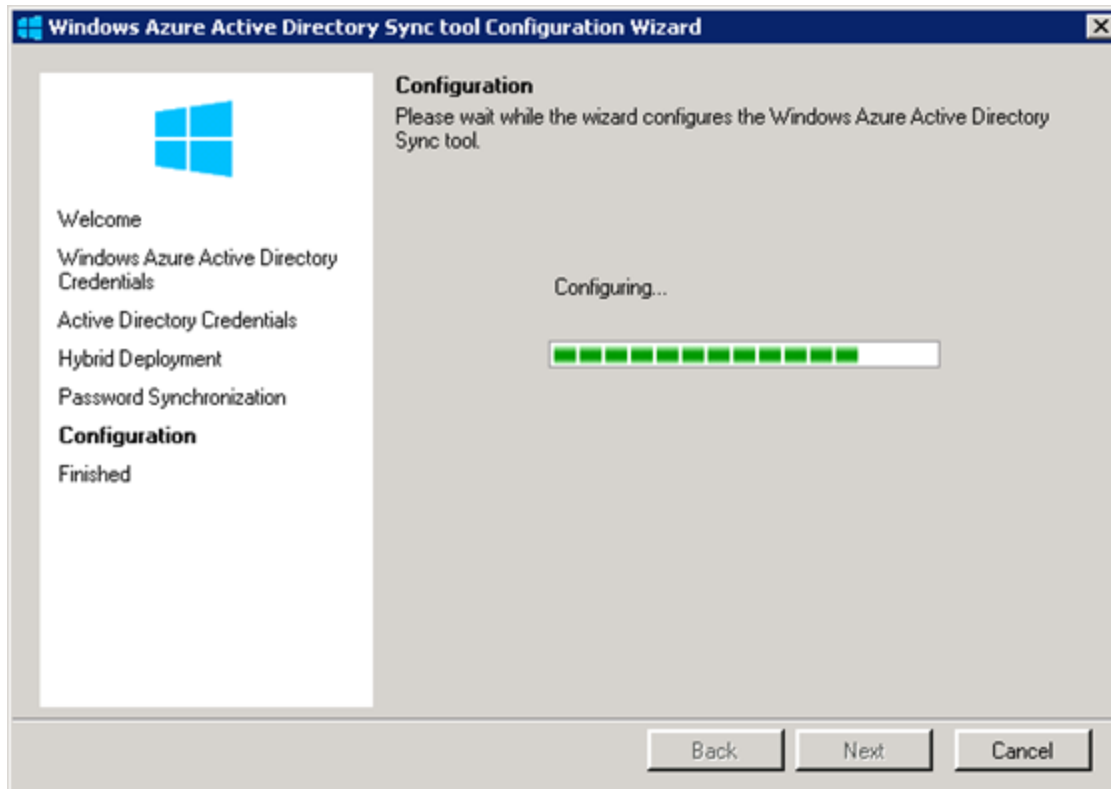 Windows Azure Active Directory Sync tool Configuration Wizard
Welcome
Windows Azure Active Directory
Credentials
Active Directory Credentials
Hybrid Deployment
Password Synchronization
Configuration
Finished
Configuration
Please wait while the wizard configures the Windows Azure Active Directory
Sync tool.
Configuring...
Back
Next
Cancel